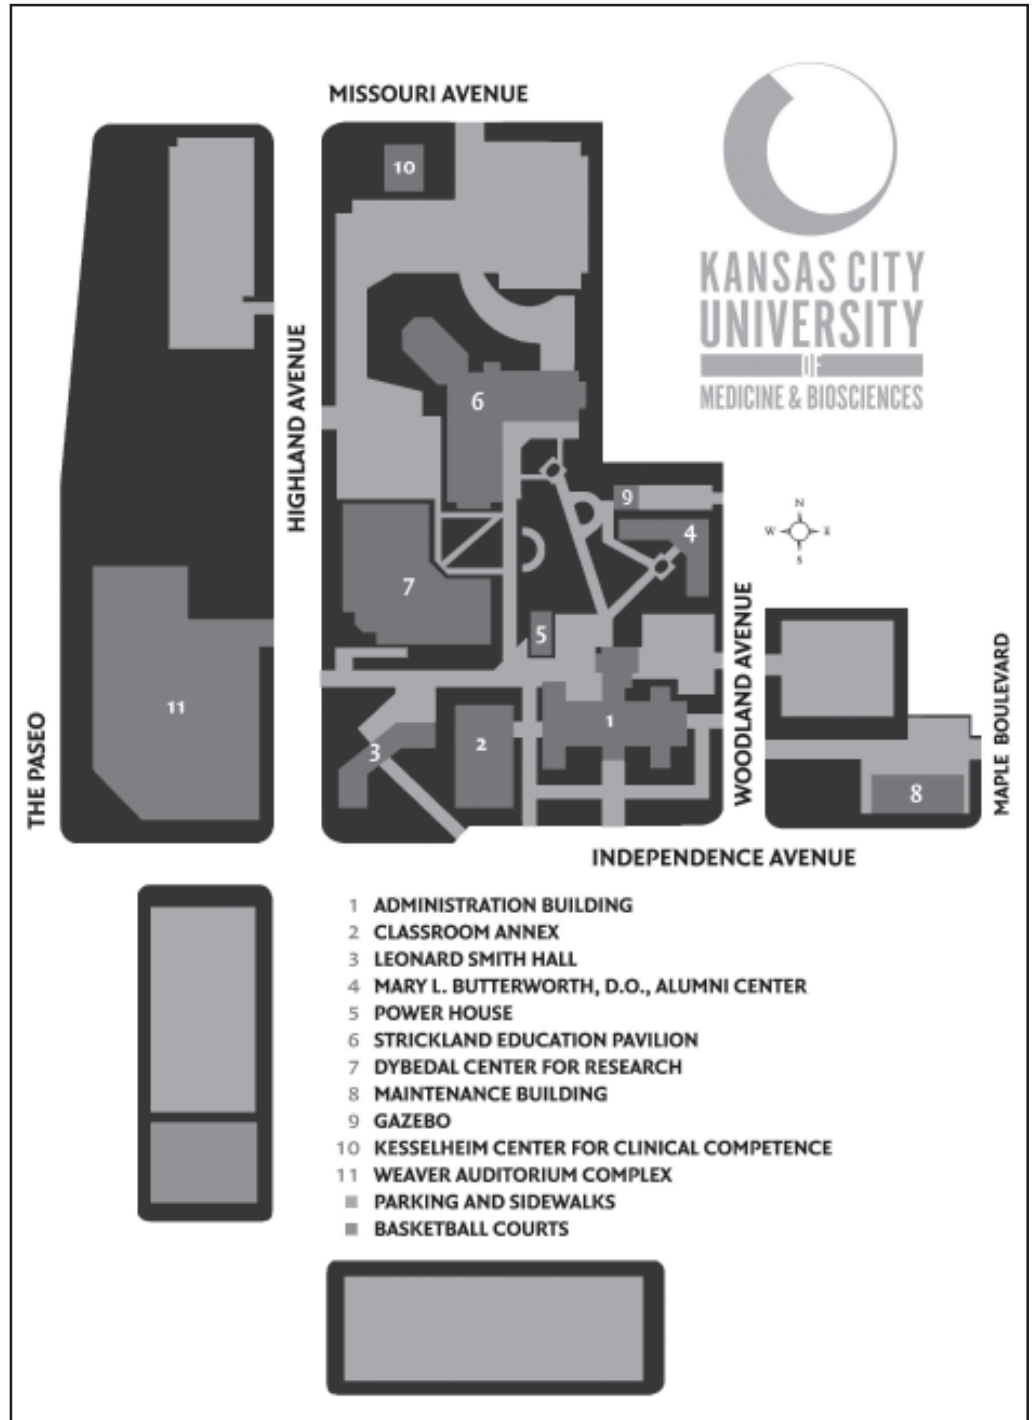 MISSOURI AVENUE
10
KANSAS CITY
UNIVERSITY
OF
MEDICINE & BIOSCIENCES
HIGHLAND AVENUE
6
9
4
N
W E
S
7
5
WOODLAND AVENUE
MAPLE BOULEVARD
THE PASEO
11
3
2
1
8
INDEPENDENCE AVENUE
1 ADMINISTRATION BUILDING
2 CLASSROOM ANNEX
3 LEONARD SMITH HALL
4 MARY L. BUTTERWORTH, D.O., ALUMNI CENTER
5 POWER HOUSE
6 STRICKLAND EDUCATION PAVILION
7 DYBEDAL CENTER FOR RESEARCH
8 MAINTENANCE BUILDING
9 GAZEBO
10 KESSELHEIM CENTER FOR CLINICAL COMPETENCE
11 WEAVER AUDITORIUM COMPLEX
PARKING AND SIDEWALKS
BASKETBALL COURTS